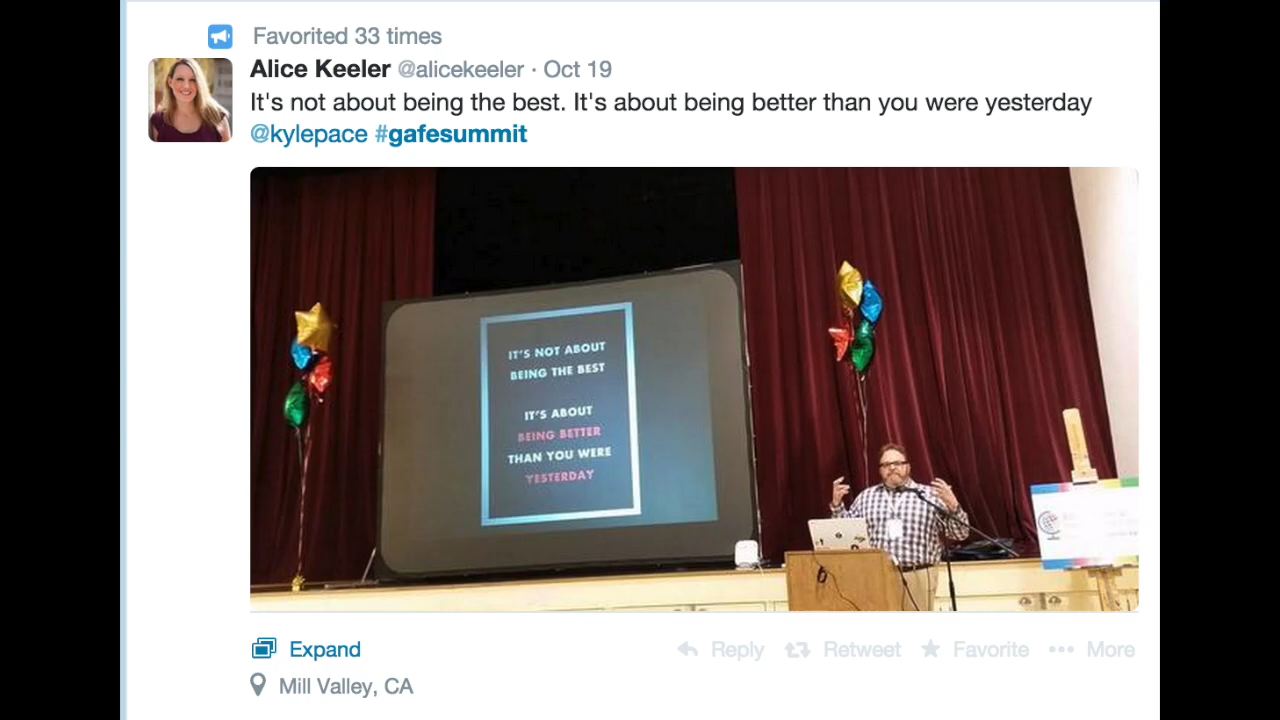 Favorited 33 times
Alice Keeler @alicekeeler · Oct 19
It's not about being the best. It's about being better than you were yesterday
@kylepace #gafesummit
IT'S NOT ABOUT
BEING THE BEST
IT'S ABOUT
BEING BETTER
THAN YOU WERE
YESTERDAY
Expand
Reply
Retweet
Favorite
More
Mill Valley, CA